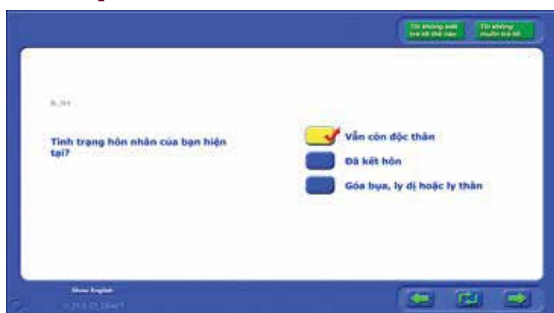 Tôi không biết
trả lời thế nào
Tôi không
muốn trả lời
Tình trạng hôn nhân của bạn hiện
tại?
Vẫn còn độc thân
Đã kết hôn
Góa bụa, ly dị hoặc ly thân
Show English